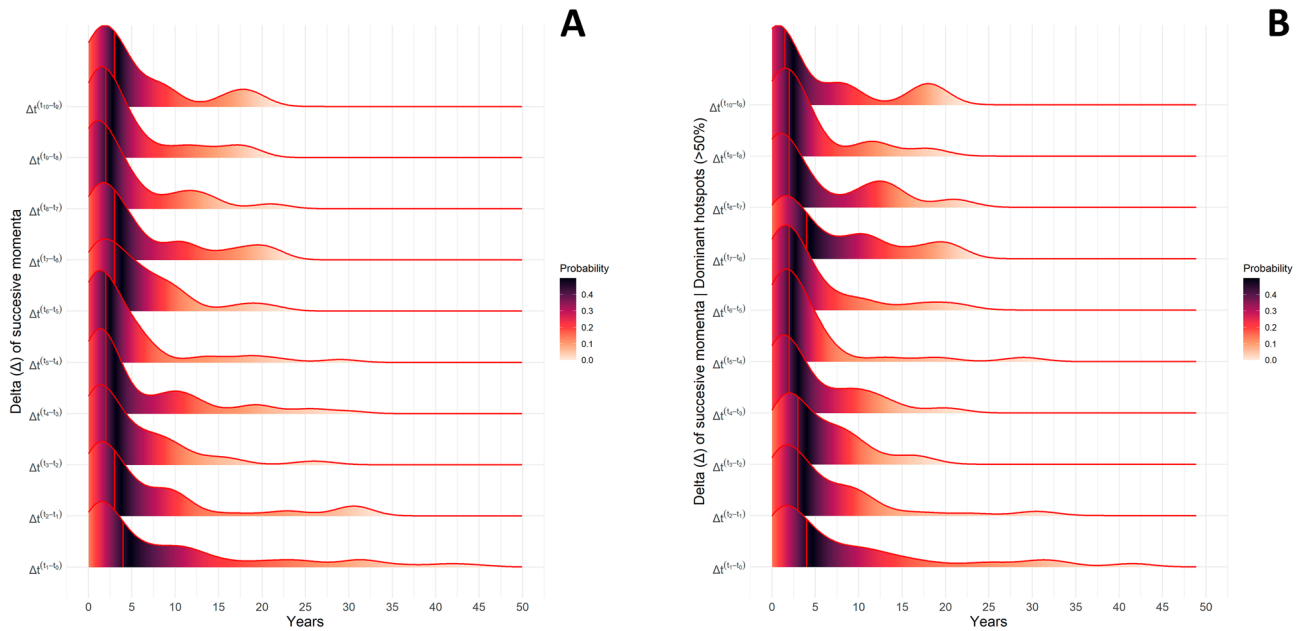 A
Delta (Δ) of succesive momenta
Δt(t₁₀−t₉)
Δt(t₉−t₈)
Δt(t₈−t₇)
Δt(t₇−t₆)
Δt(t₆−t₅)
Δt(t₅−t₄)
Δt(t₄−t₃)
Δt(t₃−t₂)
Δt(t₂−t₁)
Δt(t₁−t₀)
0 5 10 15 20 25 30 35 40 45 50
Years
Probability
0.4
0.3
0.2
0.1
0.0
B
Delta (Δ) of succesive momenta | Dominant hotspots (>50%)
Δt(t₁₀−t₉)
Δt(t₉−t₈)
Δt(t₈−t₇)
Δt(t₇−t₆)
Δt(t₆−t₅)
Δt(t₅−t₄)
Δt(t₄−t₃)
Δt(t₃−t₂)
Δt(t₂−t₁)
Δt(t₁−t₀)
0 5 10 15 20 25 30 35 40 45 50
Years
Probability
0.4
0.3
0.2
0.1
0.0